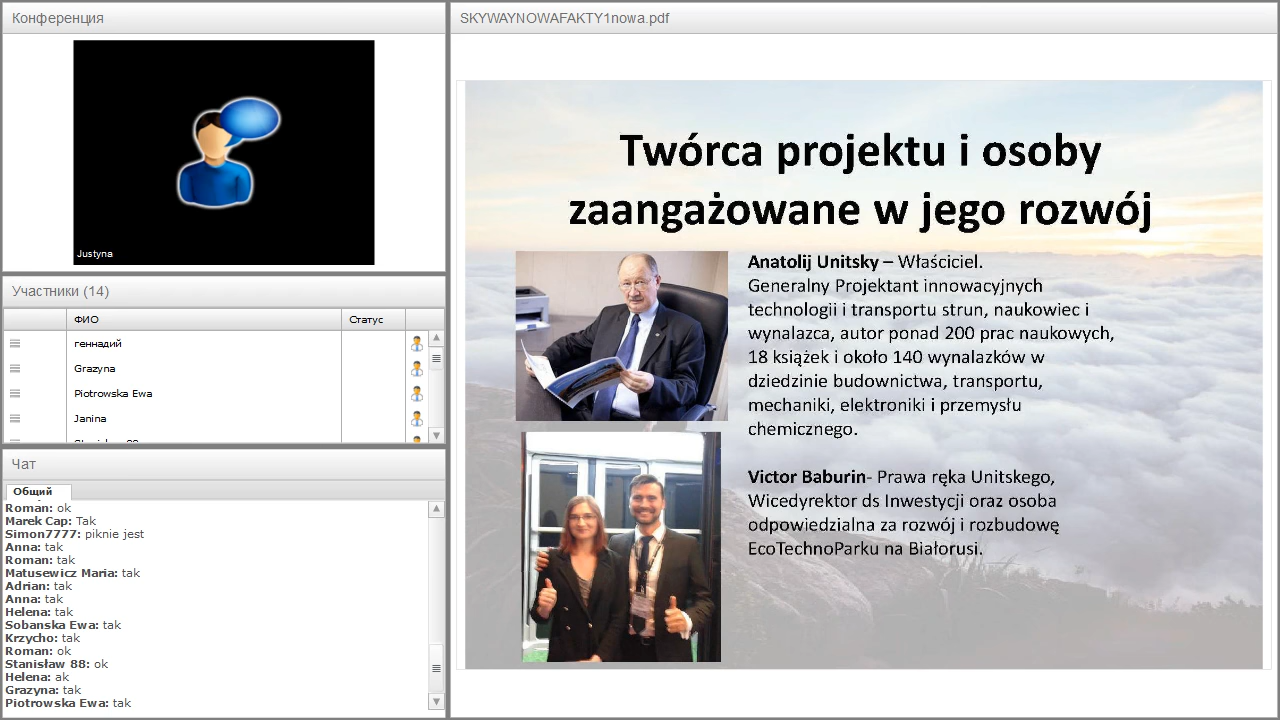 Конференция
Justyna
Участники (14)
ФИО
Статус
геннадий
Grazyna
Piotrowska Ewa
Janina
Чат
Общий
Roman: ok
Marek Cap: Tak
Simon7777: piknie jest
Anna: tak
Roman: tak
Matusewicz Maria: tak
Adrian: tak
Anna: tak
Helena: tak
Sobanska Ewa: tak
Krzycho: tak
Roman: ok
Stanisław 88: ok
Helena: ak
Grazyna: tak
Piotrowska Ewa: tak
SKYWAYNOWAFAKTY1nowa.pdf
Twórca projektu i osoby
zaangażowane w jego rozwój
Anatolij Unitsky – Właściciel.
Generalny Projektant innowacyjnych
technologii i transportu strun, naukowiec i
wynalazca, autor ponad 200 prac naukowych,
18 książek i około 140 wynalazków w
dziedzinie budownictwa, transportu,
mechaniki, elektroniki i przemysłu
chemicznego.
Victor Baburin- Prawa ręka Unitskego,
Wicedyrektor ds Inwestycji oraz osoba
odpowiedzialna za rozwój i rozbudowę
EcoTechnoParku na Białorusi.